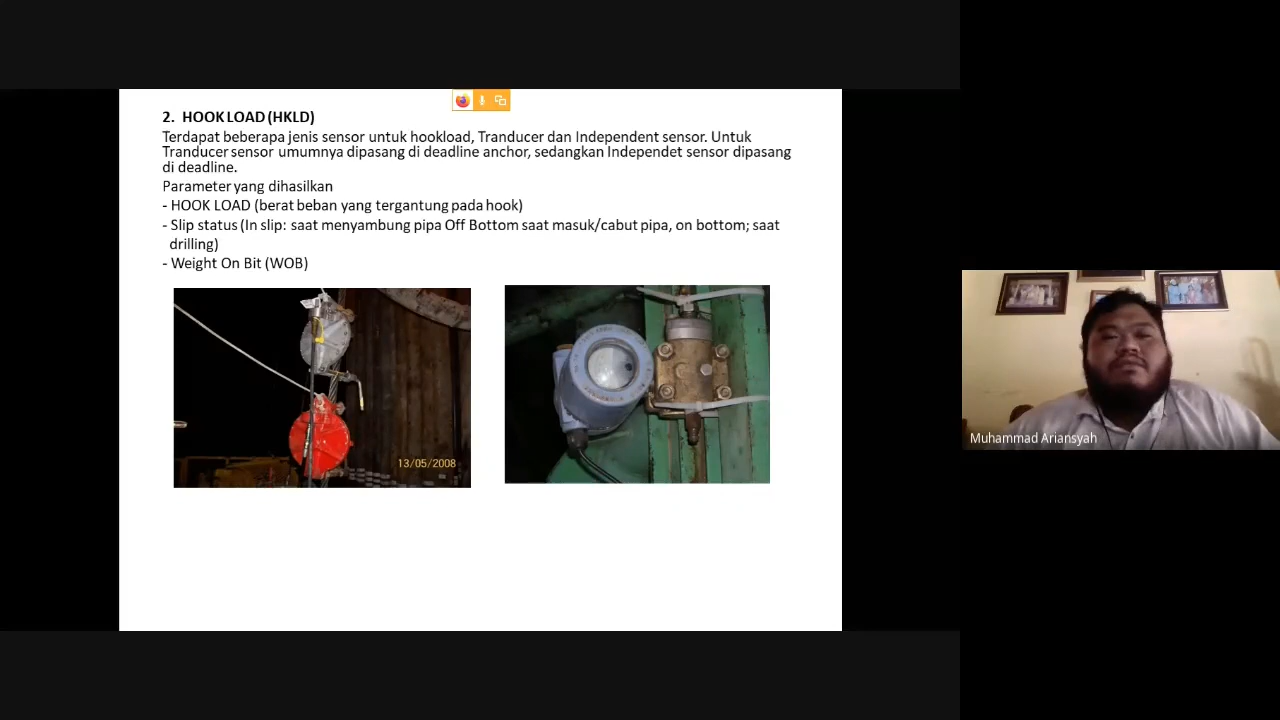 2. HOOK LOAD (HKLD)
Terdapat beberapa jenis sensor untuk hookload, Tranducer dan Independent sensor. Untuk
Tranducer sensor umumnya dipasang di deadline anchor, sedangkan Independet sensor dipasang
di deadline.
Parameter yang dihasilkan
- HOOK LOAD (berat beban yang tergantung pada hook)
- Slip status (In slip: saat menyambung pipa Off Bottom saat masuk/cabut pipa, on bottom; saat
drilling)
- Weight On Bit (WOB)
13/05/2008
Muhammad Ariansyah